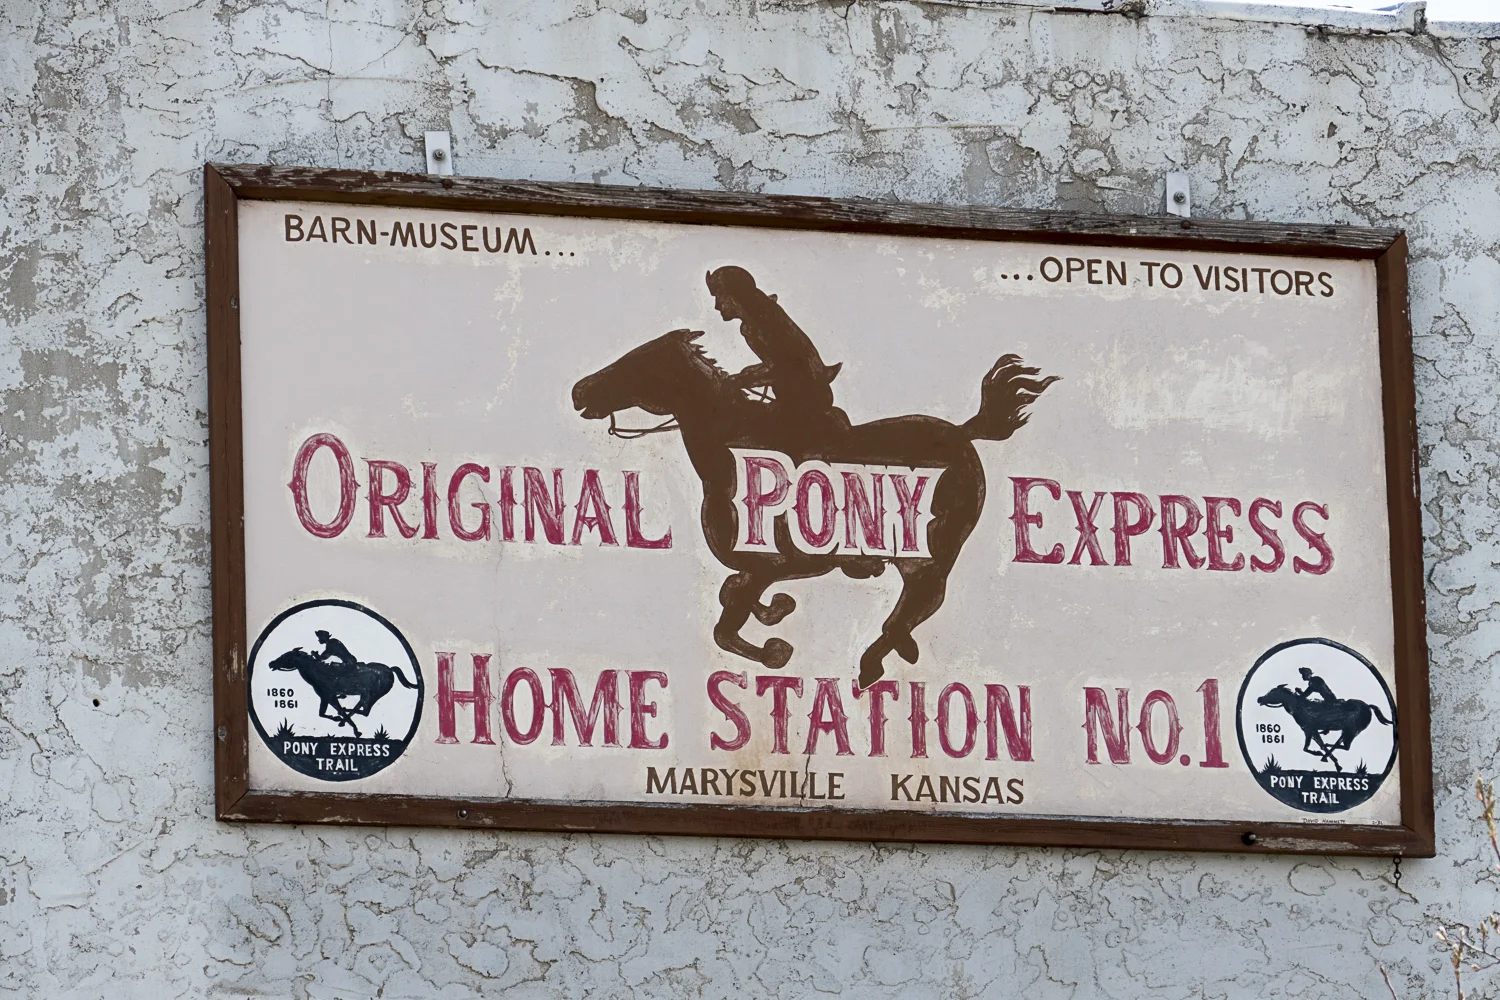 BARN-MUSEUM...
...OPEN TO VISITORS
ORIGINAL PONY EXPRESS
HOME STATION NO.1
MARYSVILLE KANSAS
1860
1861
PONY EXPRESS
TRAIL
1860
1861
PONY EXPRESS
TRAIL